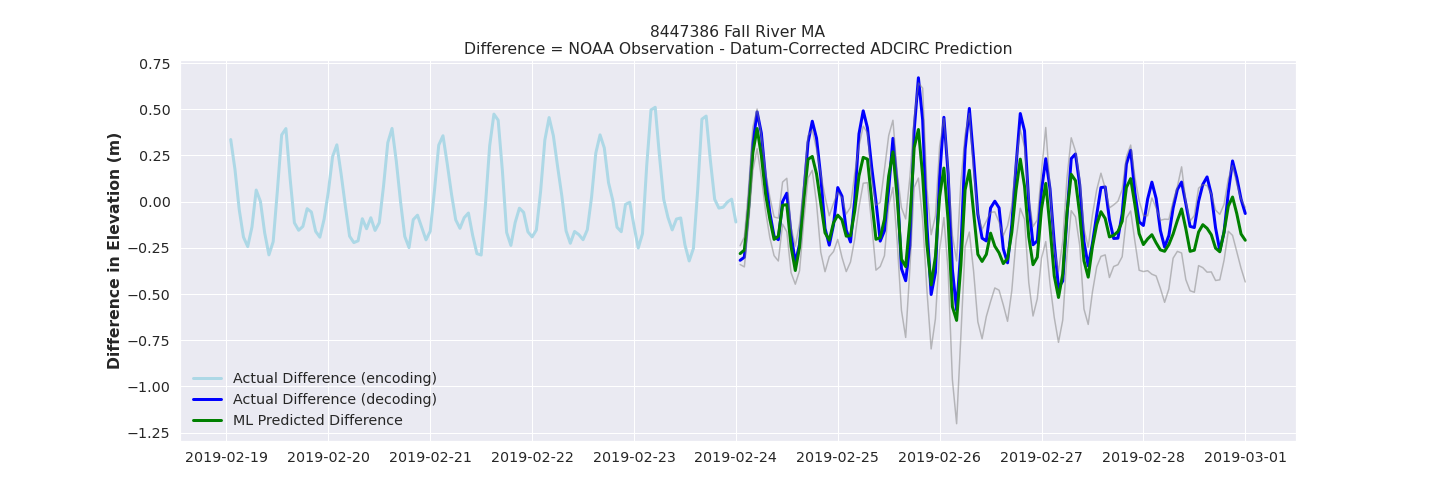 8447386 Fall River MA
Difference = NOAA Observation - Datum-Corrected ADCIRC Prediction
Difference in Elevation (m)
0.75
0.50
0.25
0.00
−0.25
−0.50
−0.75
−1.00
−1.25
Actual Difference (encoding)
Actual Difference (decoding)
ML Predicted Difference
2019-02-19 2019-02-20 2019-02-21 2019-02-22 2019-02-23 2019-02-24 2019-02-25 2019-02-26 2019-02-27 2019-02-28 2019-03-01